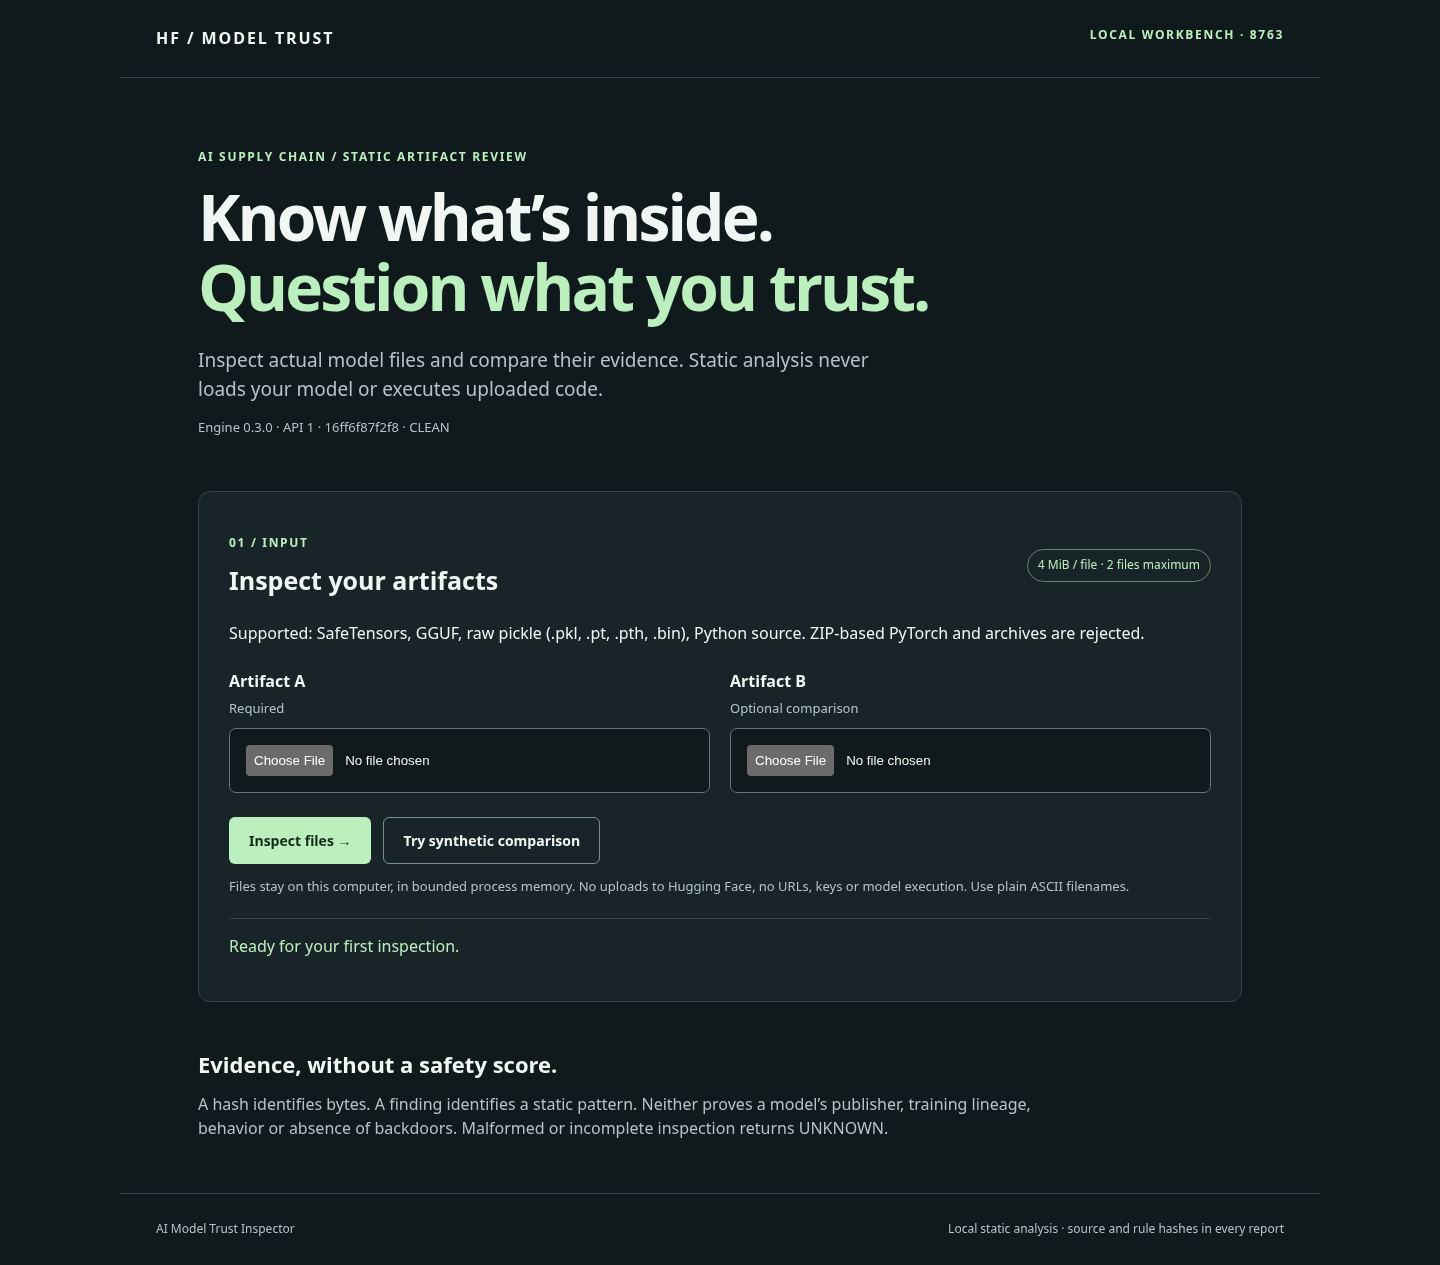 HF / MODEL TRUST
LOCAL WORKBENCH · 8763
AI SUPPLY CHAIN / STATIC ARTIFACT REVIEW
Know what’s inside.
Question what you trust.
Inspect actual model files and compare their evidence. Static analysis never
loads your model or executes uploaded code.
Engine 0.3.0 · API 1 · 16ff6f87f2f8 · CLEAN
01 / INPUT
Inspect your artifacts
4 MiB / file · 2 files maximum
Supported: SafeTensors, GGUF, raw pickle (.pkl, .pt, .pth, .bin), Python source. ZIP-based PyTorch and archives are rejected.
Artifact A
Required
Choose File No file chosen
Artifact B
Optional comparison
Choose File No file chosen
Inspect files →
Try synthetic comparison
Files stay on this computer, in bounded process memory. No uploads to Hugging Face, no URLs, keys or model execution. Use plain ASCII filenames.
Ready for your first inspection.
Evidence, without a safety score.
A hash identifies bytes. A finding identifies a static pattern. Neither proves a model’s publisher, training lineage,
behavior or absence of backdoors. Malformed or incomplete inspection returns UNKNOWN.
AI Model Trust Inspector
Local static analysis · source and rule hashes in every report